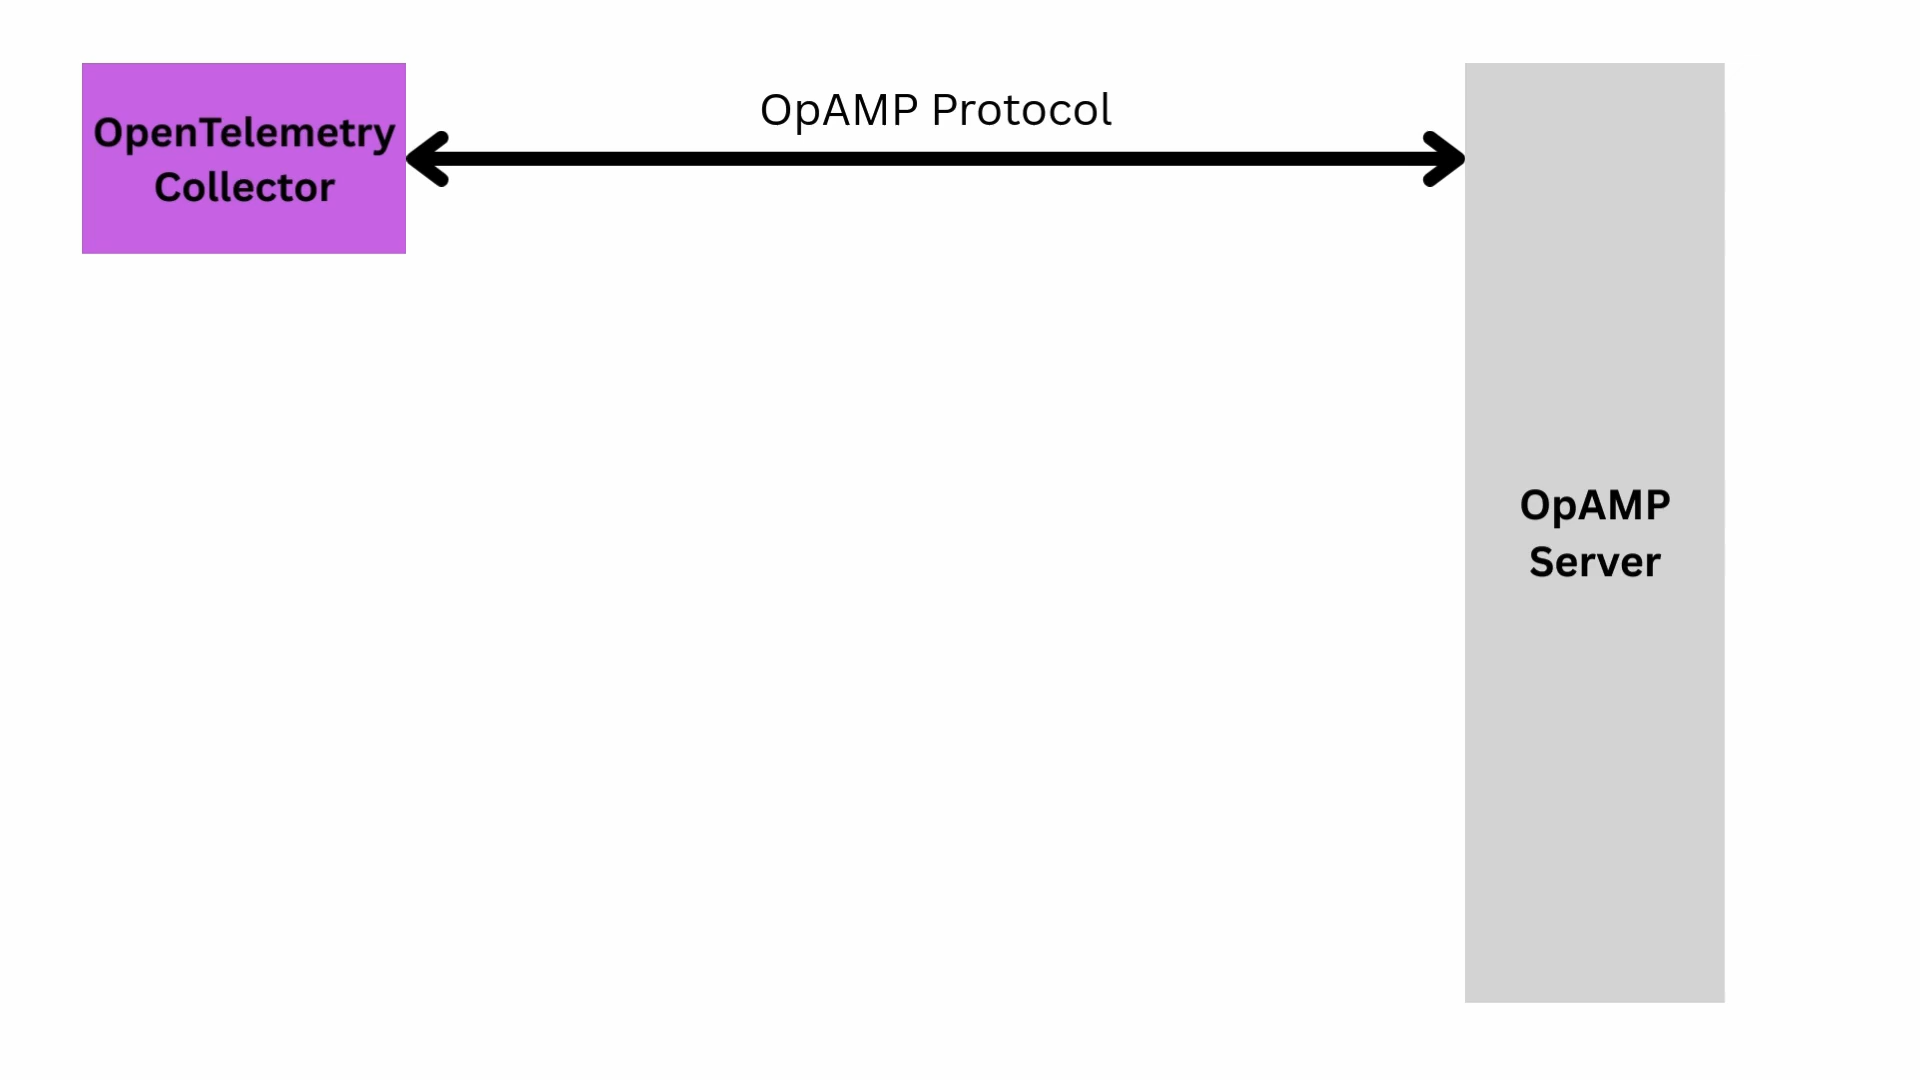 OpenTelemetry
Collector
OpAMP Protocol
OpAMP
Server